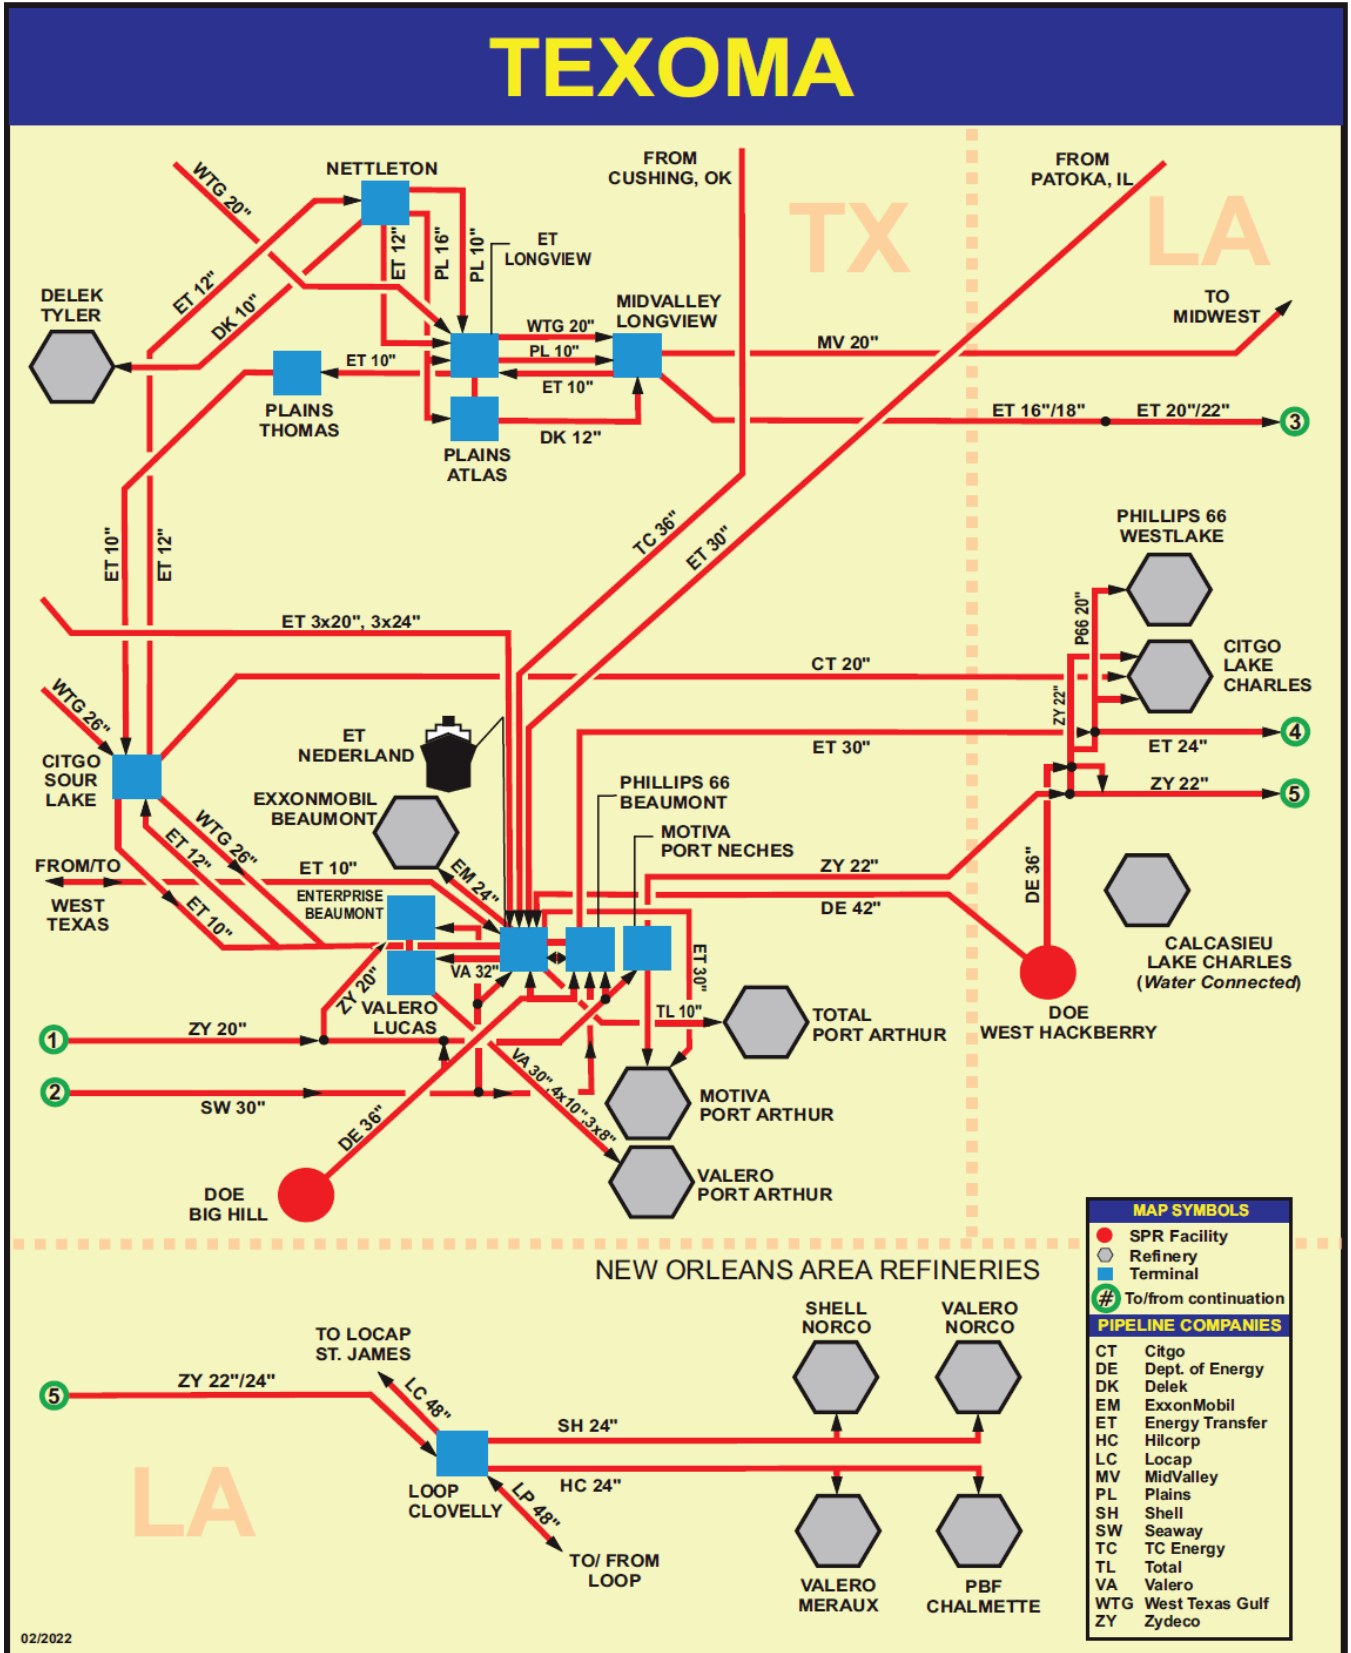 TEXOMA
TX
LA
FROM
CUSHING, OK
FROM
PATOKA, IL
NETTLETON
WTG 20"
ET 12"
PL 16"
PL 10"
ET
LONGVIEW
DELEK
TYLER
ET 12"
DK 10"
MIDVALLEY
LONGVIEW
TO
MIDWEST
WTG 20"
PL 10"
ET 10"
MV 20"
ET 10"
PLAINS
THOMAS
DK 12"
PLAINS
ATLAS
ET 16"/18"
ET 20"/22"
3
ET 10"
ET 12"
TC 36"
ET 30"
PHILLIPS 66
WESTLAKE
P66 20"
ET 3x20", 3x24"
CT 20"
CITGO
LAKE
CHARLES
WTG 26"
ZY 22"
ET
NEDERLAND
ET 30"
ET 24"
4
CITGO
SOUR
LAKE
EXXONMOBIL
BEAUMONT
PHILLIPS 66
BEAUMONT
ZY 22"
5
WTG 26"
ET 12"
MOTIVA
PORT NECHES
FROM/TO
WEST
TEXAS
ET 10"
EM 24"
ZY 22"
DE 42"
DE 36"
ET 10"
ENTERPRISE
BEAUMONT
CALCASIEU
LAKE CHARLES
(Water Connected)
VA 32"
ET 30"
ZY 20"
VALERO
LUCAS
TL 10"
TOTAL
PORT ARTHUR
DOE
WEST HACKBERRY
1
ZY 20"
2
SW 30"
VA 30",4x10",3x8"
MOTIVA
PORT ARTHUR
DE 36"
VALERO
PORT ARTHUR
DOE
BIG HILL
NEW ORLEANS AREA REFINERIES
SHELL
NORCO
VALERO
NORCO
TO LOCAP
ST. JAMES
5
ZY 22"/24"
LC 48"
SH 24"
HC 24"
LOOP
CLOVELLY
LP 48"
TO/ FROM
LOOP
VALERO
MERAUX
PBF
CHALMETTE
LA
MAP SYMBOLS
SPR Facility
Refinery
Terminal
# To/from continuation
PIPELINE COMPANIES
CT Citgo
DE Dept. of Energy
DK Delek
EM ExxonMobil
ET Energy Transfer
HC Hilcorp
LC Locap
MV MidValley
PL Plains
SH Shell
SW Seaway
TC TC Energy
TL Total
VA Valero
WTG West Texas Gulf
ZY Zydeco
02/2022